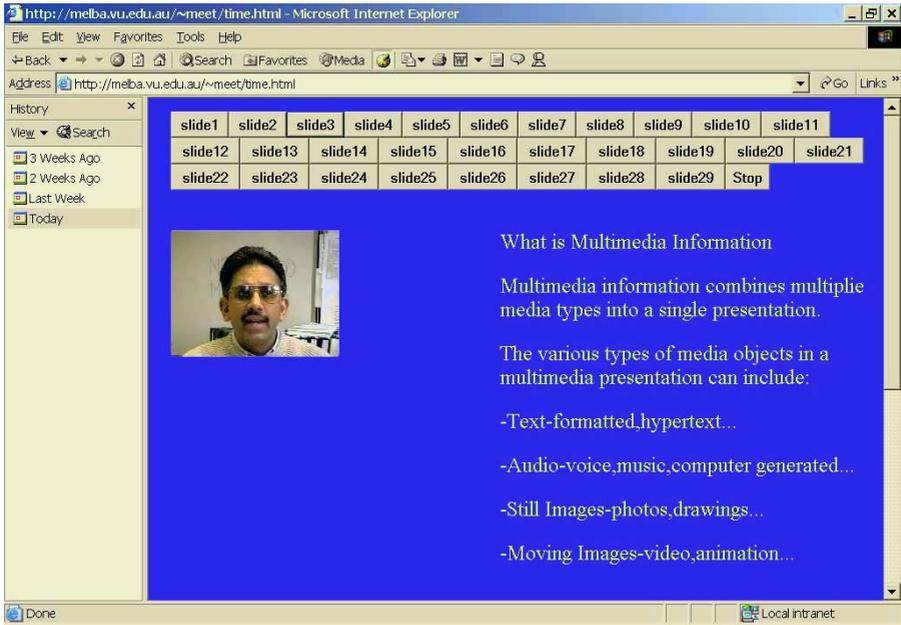 http://melba.vu.edu.au/~meet/time.html - Microsoft Internet Explorer
File Edit View Favorites Tools Help
Back Search Favorites Media
Address http://melba.vu.edu.au/~meet/time.html Go Links »
History ×
View Search
3 Weeks Ago
2 Weeks Ago
Last Week
Today
slide1 slide2 slide3 slide4 slide5 slide6 slide7 slide8 slide9 slide10 slide11
slide12 slide13 slide14 slide15 slide16 slide17 slide18 slide19 slide20 slide21
slide22 slide23 slide24 slide25 slide26 slide27 slide28 slide29 Stop
What is Multimedia Information
Multimedia information combines multiplie
media types into a single presentation.
The various types of media objects in a
multimedia presentation can include:
-Text-formatted,hypertext...
-Audio-voice,music,computer generated...
-Still Images-photos,drawings...
-Moving Images-video,animation...
Done Local intranet